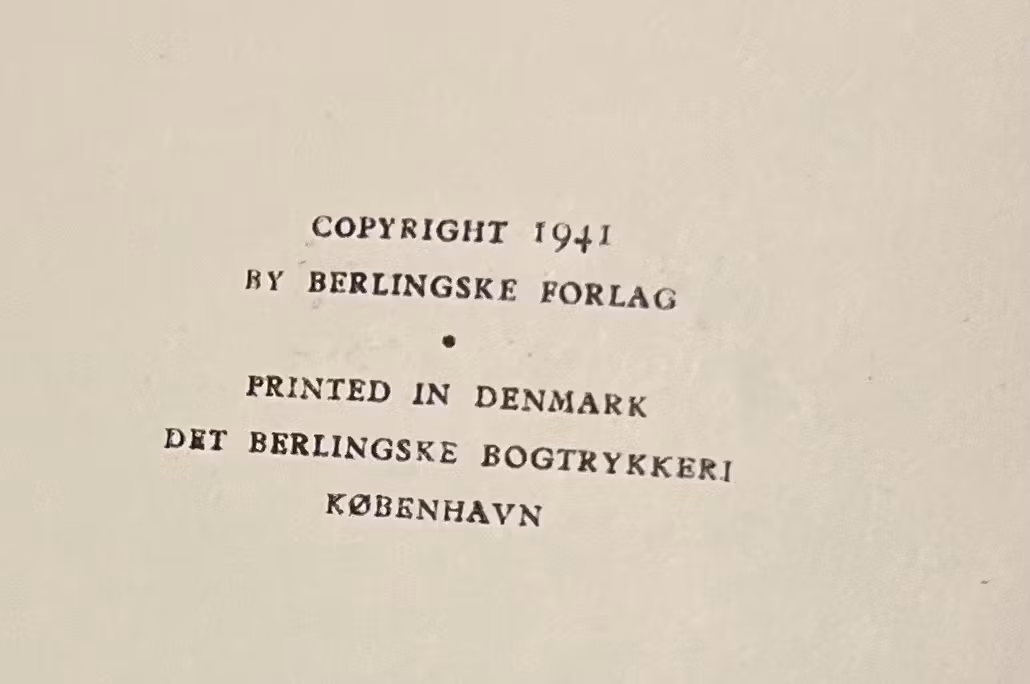 COPYRIGHT 1941
BY BERLINGSKE FORLAG
•
PRINTED IN DENMARK
DET BERLINGSKE BOGTRYKKERI
KØBENHAVN